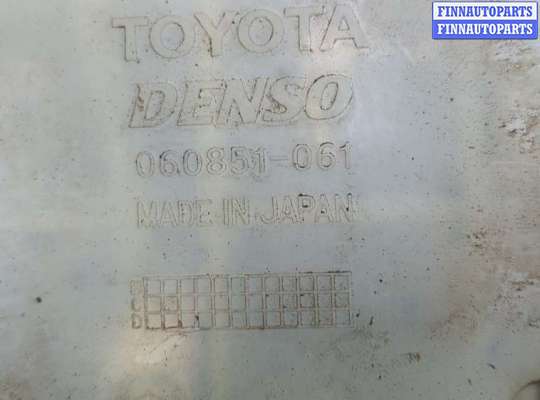 FINNAUTOPARTS
FINNAUTOPARTS
TOYOTA
DENSO
060851-061
MADE IN JAPAN
D